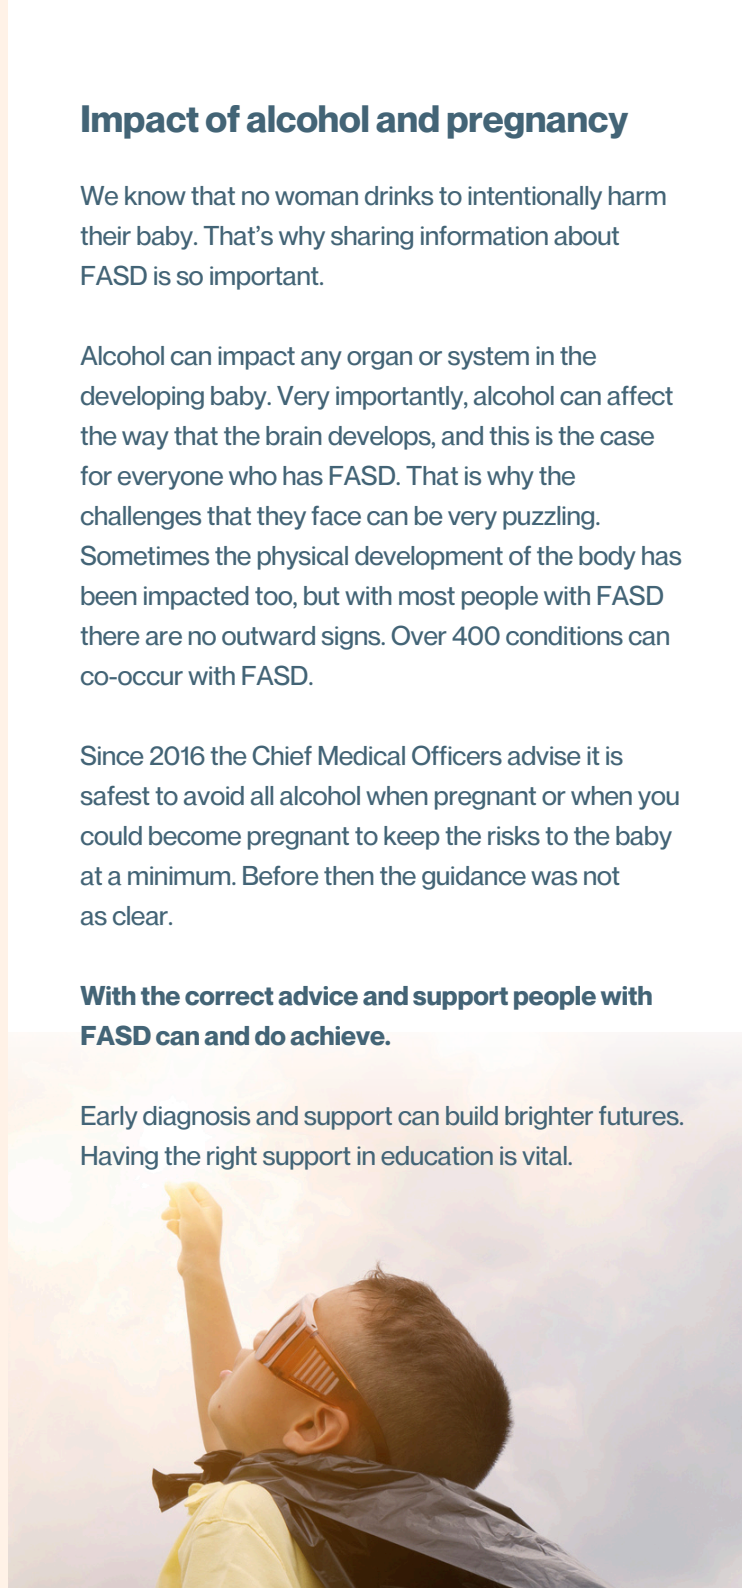 Impact of alcohol and pregnancy
We know that no woman drinks to intentionally harm
their baby. That’s why sharing information about
FASD is so important.
Alcohol can impact any organ or system in the
developing baby. Very importantly, alcohol can affect
the way that the brain develops, and this is the case
for everyone who has FASD. That is why the
challenges that they face can be very puzzling.
Sometimes the physical development of the body has
been impacted too, but with most people with FASD
there are no outward signs. Over 400 conditions can
co-occur with FASD.
Since 2016 the Chief Medical Officers advise it is
safest to avoid all alcohol when pregnant or when you
could become pregnant to keep the risks to the baby
at a minimum. Before then the guidance was not
as clear.
With the correct advice and support people with
FASD can and do achieve.
Early diagnosis and support can build brighter futures.
Having the right support in education is vital.